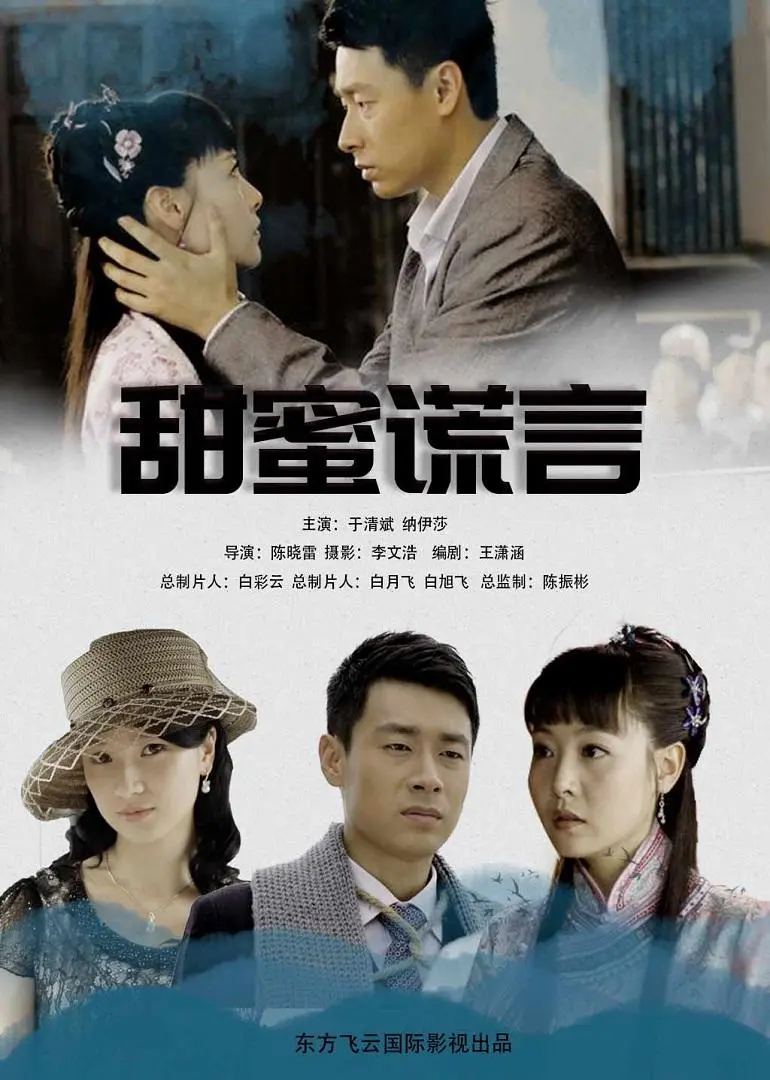 甜蜜谎言
主演：于清斌 纳伊莎
导演：陈晓雷 摄影：李文浩 编剧：王潇涵
总制片人：白彩云 总制片人：白月飞 白旭飞 总监制：陈振彬
东方飞云国际影视出品